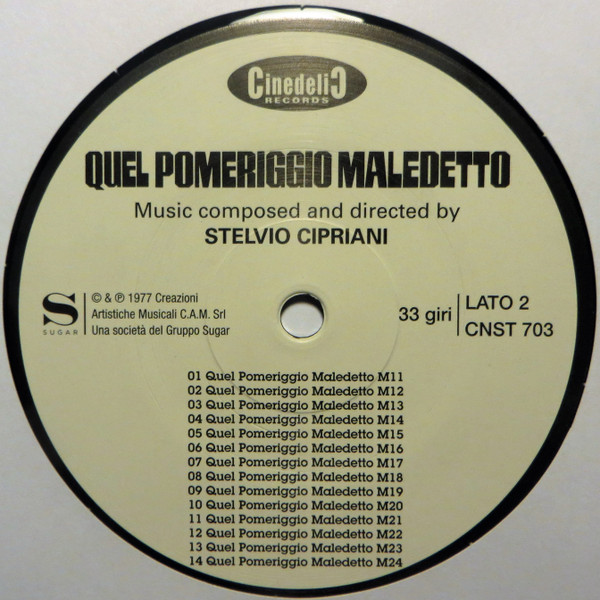 CinedeliC
RECORDS
QUEL POMERIGGIO MALEDETTO
Music composed and directed by
STELVIO CIPRIANI
S
SUGAR
© & ℗ 1977 Creazioni
Artistiche Musicali C.A.M. Srl
Una società del Gruppo Sugar
33 giri
LATO 2
CNST 703
01 Quel Pomeriggio Maledetto M11
02 Quel Pomeriggio Maledetto M12
03 Quel Pomeriggio Maledetto M13
04 Quel Pomeriggio Maledetto M14
05 Quel Pomeriggio Maledetto M15
06 Quel Pomeriggio Maledetto M16
07 Quel Pomeriggio Maledetto M17
08 Quel Pomeriggio Maledetto M18
09 Quel Pomeriggio Maledetto M19
10 Quel Pomeriggio Maledetto M20
11 Quel Pomeriggio Maledetto M21
12 Quel Pomeriggio Maledetto M22
13 Quel Pomeriggio Maledetto M23
14 Quel Pomeriggio Maledetto M24